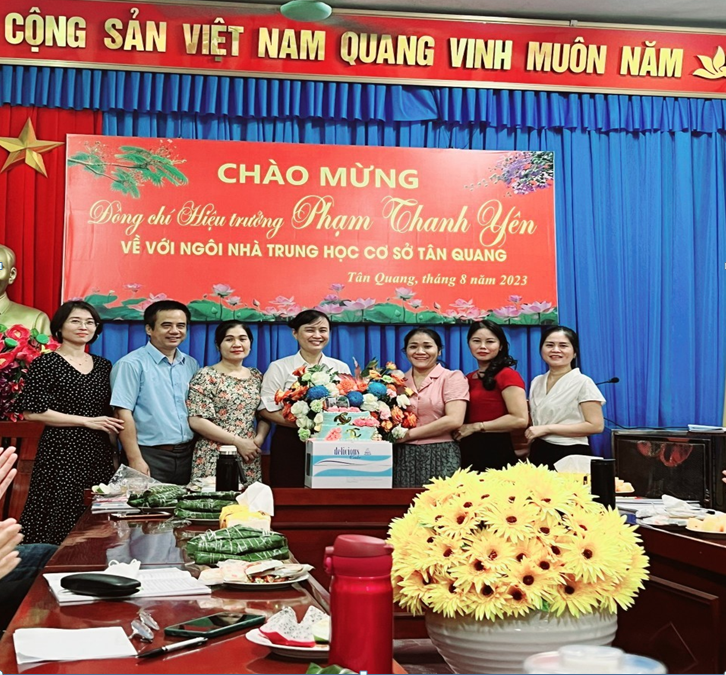 CỘNG SẢN VIỆT NAM QUANG VINH MUÔN NĂM
CHÀO MỪNG
Đồng chí Hiệu trưởng Phạm Thanh Yên
VỀ VỚI NGÔI NHÀ TRUNG HỌC CƠ SỞ TÂN QUANG
Tân Quang, tháng 8 năm 2023
delicious